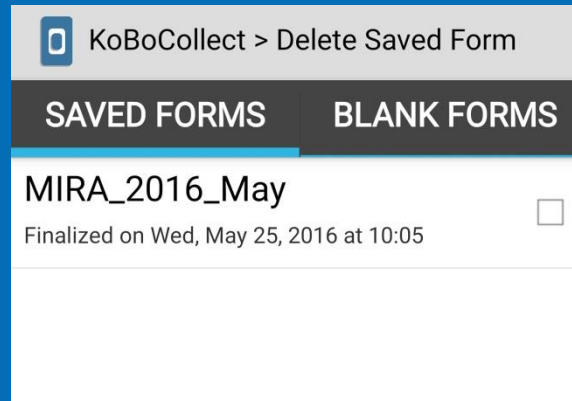 KoBoCollect > Delete Saved Form
SAVED FORMS BLANK FORMS
MIRA_2016_May
Finalized on Wed, May 25, 2016 at 10:05